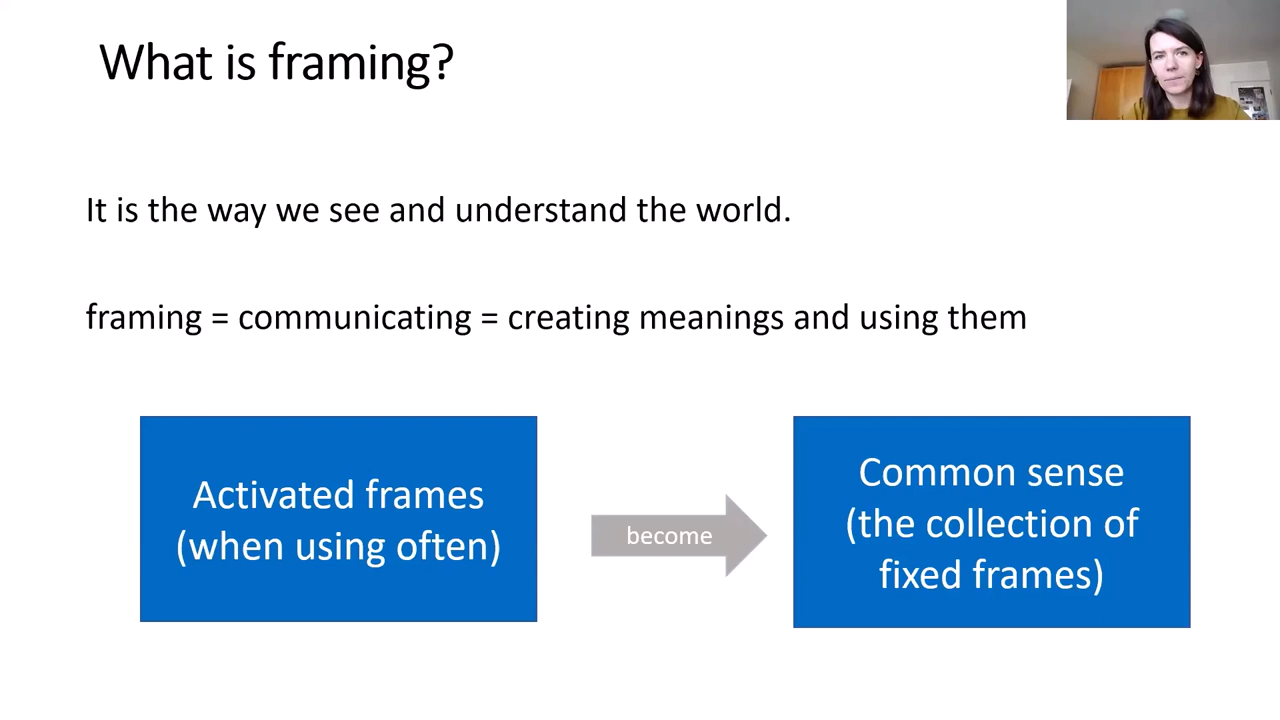 What is framing?
It is the way we see and understand the world.
framing = communicating = creating meanings and using them
Activated frames
(when using often)
become
Common sense
(the collection of
fixed frames)